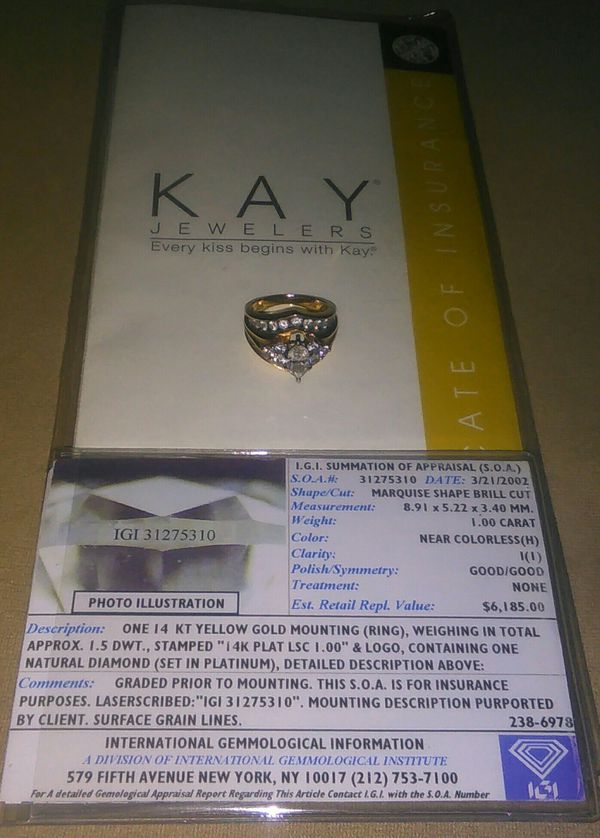 KAY®
JEWELERS
Every kiss begins with Kay.®
CATE OF INSURANCE
IGI 31275310
PHOTO ILLUSTRATION
I.G.I. SUMMATION OF APPRAISAL (S.O.A.)
S.O.A.#: 31275310 DATE: 3/21/2002
Shape/Cut: MARQUISE SHAPE BRILL CUT
Measurement: 8.91 x 5.22 x 3.40 MM.
Weight: 1.00 CARAT
Color: NEAR COLORLESS(H)
Clarity: I(1)
Polish/Symmetry: GOOD/GOOD
Treatment: NONE
Est. Retail Repl. Value: $6,185.00
Description: ONE 14 KT YELLOW GOLD MOUNTING (RING), WEIGHING IN TOTAL
APPROX. 1.5 DWT., STAMPED "14K PLAT LSC 1.00" & LOGO, CONTAINING ONE
NATURAL DIAMOND (SET IN PLATINUM), DETAILED DESCRIPTION ABOVE:
Comments: GRADED PRIOR TO MOUNTING. THIS S.O.A. IS FOR INSURANCE
PURPOSES. LASERSCRIBED:"IGI 31275310". MOUNTING DESCRIPTION PURPORTED
BY CLIENT. SURFACE GRAIN LINES. 238-6978
INTERNATIONAL GEMMOLOGICAL INFORMATION
A DIVISION OF INTERNATIONAL GEMMOLOGICAL INSTITUTE
579 FIFTH AVENUE NEW YORK, NY 10017 (212) 753-7100
For A detailed Gemological Appraisal Report Regarding This Article Contact I.G.I. with the S.O.A. Number
IGI